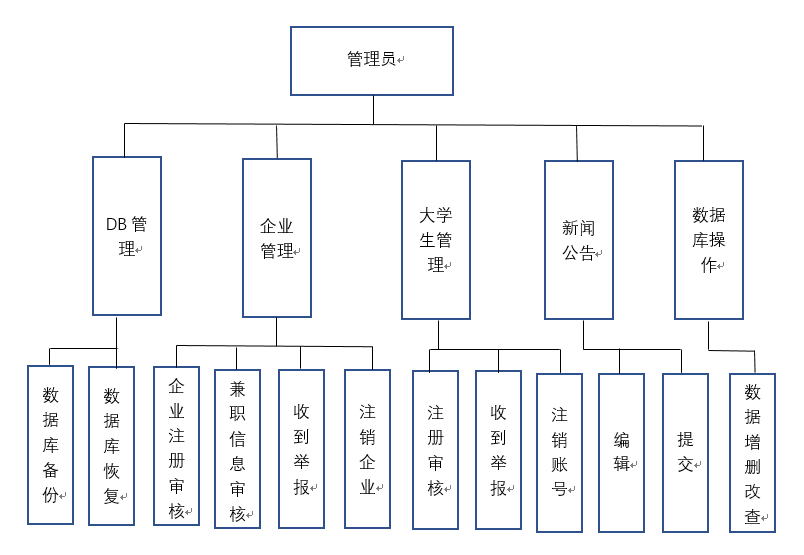 管理员
DB 管
理
企业
管理
大学
生管
理
新闻
公告
数据
库操
作
数
据
库
备
份
数
据
库
恢
复
企
业
注
册
审
核
兼
职
信
息
审
核
收
到
举
报
注
销
企
业
注
册
审
核
收
到
举
报
注
销
账
号
编
辑
提
交
数
据
增
删
改
查